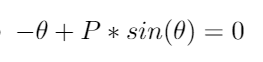 −θ + P ∗ sin(θ) = 0